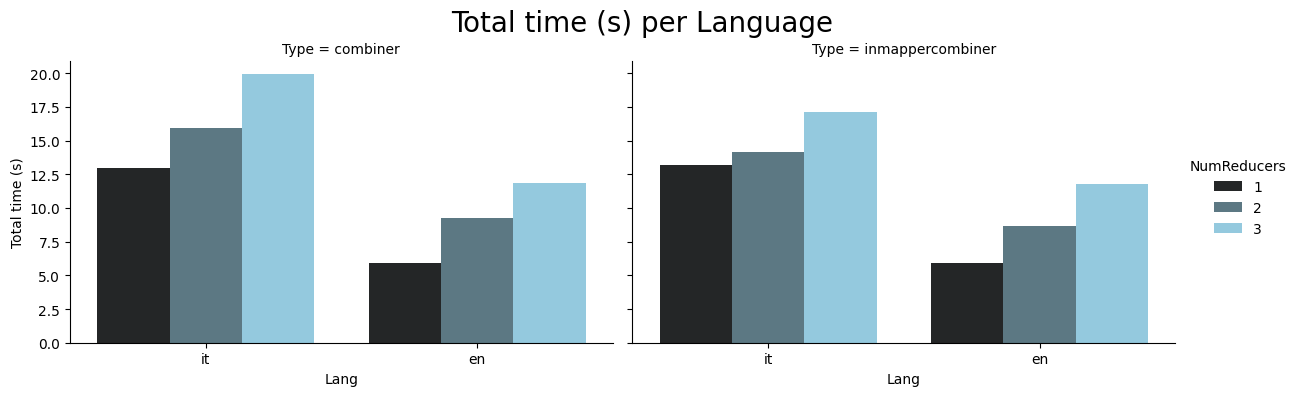 Total time (s) per Language
Type = combiner
Type = inmappercombiner
Total time (s)
20.0
17.5
15.0
12.5
10.0
7.5
5.0
2.5
0.0
it
en
it
en
Lang
Lang
NumReducers
1
2
3